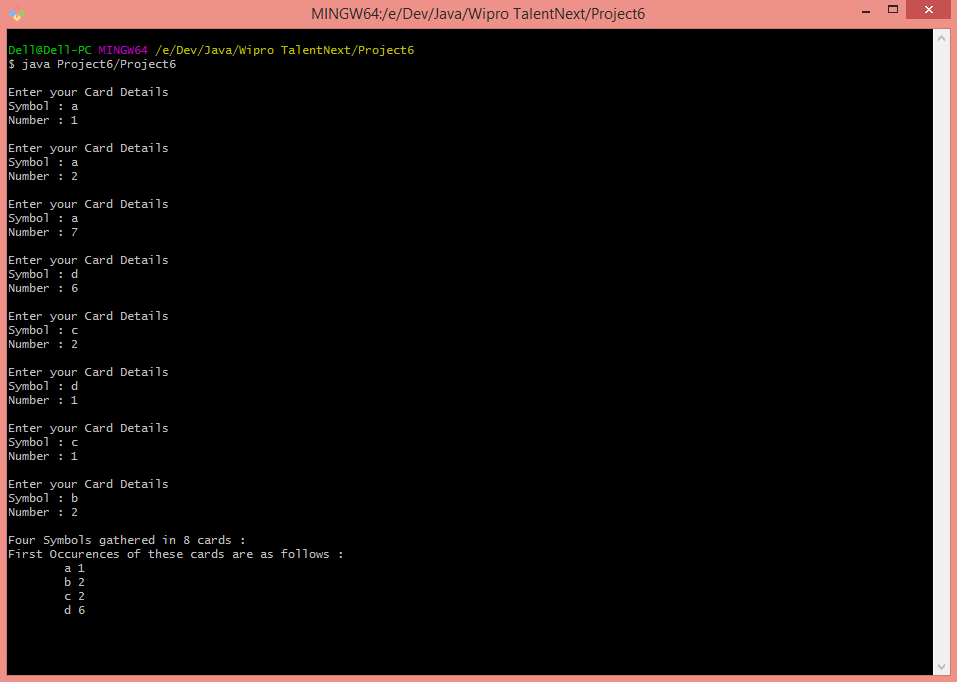 MINGW64:/e/Dev/Java/Wipro TalentNext/Project6
Dell@Dell-PC MINGW64 /e/Dev/Java/Wipro TalentNext/Project6
$ java Project6/Project6
Enter your Card Details
Symbol : a
Number : 1
Enter your Card Details
Symbol : a
Number : 2
Enter your Card Details
Symbol : a
Number : 7
Enter your Card Details
Symbol : d
Number : 6
Enter your Card Details
Symbol : c
Number : 2
Enter your Card Details
Symbol : d
Number : 1
Enter your Card Details
Symbol : c
Number : 1
Enter your Card Details
Symbol : b
Number : 2
Four Symbols gathered in 8 cards :
First Occurences of these cards are as follows :
a 1
b 2
c 2
d 6